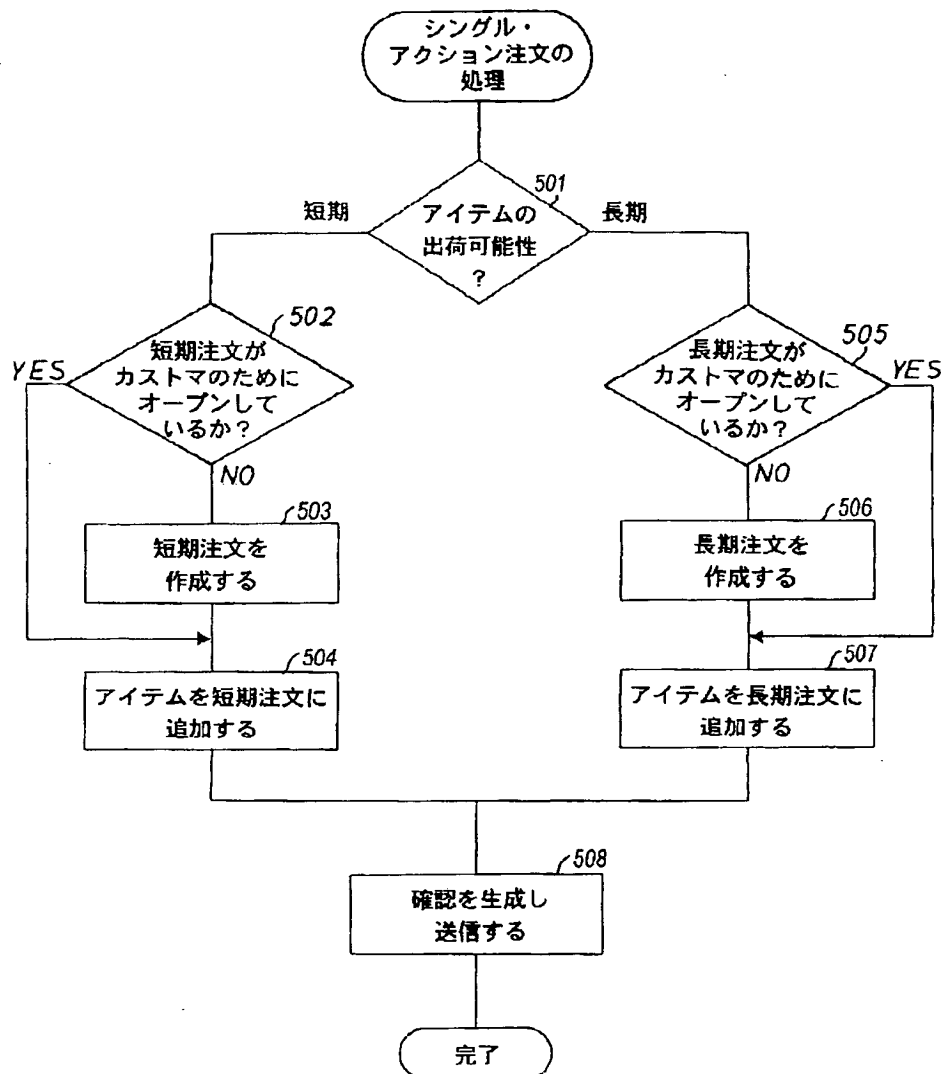 シングル・
アクション注文の
処理
501
短期
アイテムの
出荷可能性
?
長期
502
YES
短期注文が
カストマのために
オープンして
いるか?
NO
505
YES
長期注文が
カストマのために
オープンして
いるか?
NO
503
短期注文を
作成する
506
長期注文を
作成する
504
アイテムを短期注文に
追加する
507
アイテムを長期注文に
追加する
508
確認を生成し
送信する
完了